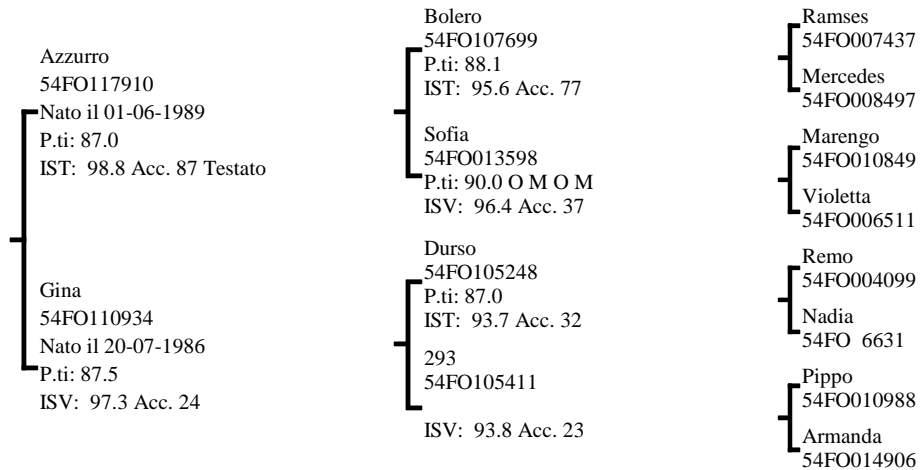 Azzurro
54FO117910
Nato il 01-06-1989
P.ti: 87.0
IST: 98.8 Acc. 87 Testato
Gina
54FO110934
Nato il 20-07-1986
P.ti: 87.5
ISV: 97.3 Acc. 24
Bolero
54FO107699
P.ti: 88.1
IST: 95.6 Acc. 77
Sofia
54FO013598
P.ti: 90.0 O M O M
ISV: 96.4 Acc. 37
Durso
54FO105248
P.ti: 87.0
IST: 93.7 Acc. 32
293
54FO105411
ISV: 93.8 Acc. 23
Ramses
54FO007437
Mercedes
54FO008497
Marengo
54FO010849
Violetta
54FO006511
Remo
54FO004099
Nadia
54FO 6631
Pippo
54FO010988
Armanda
54FO014906